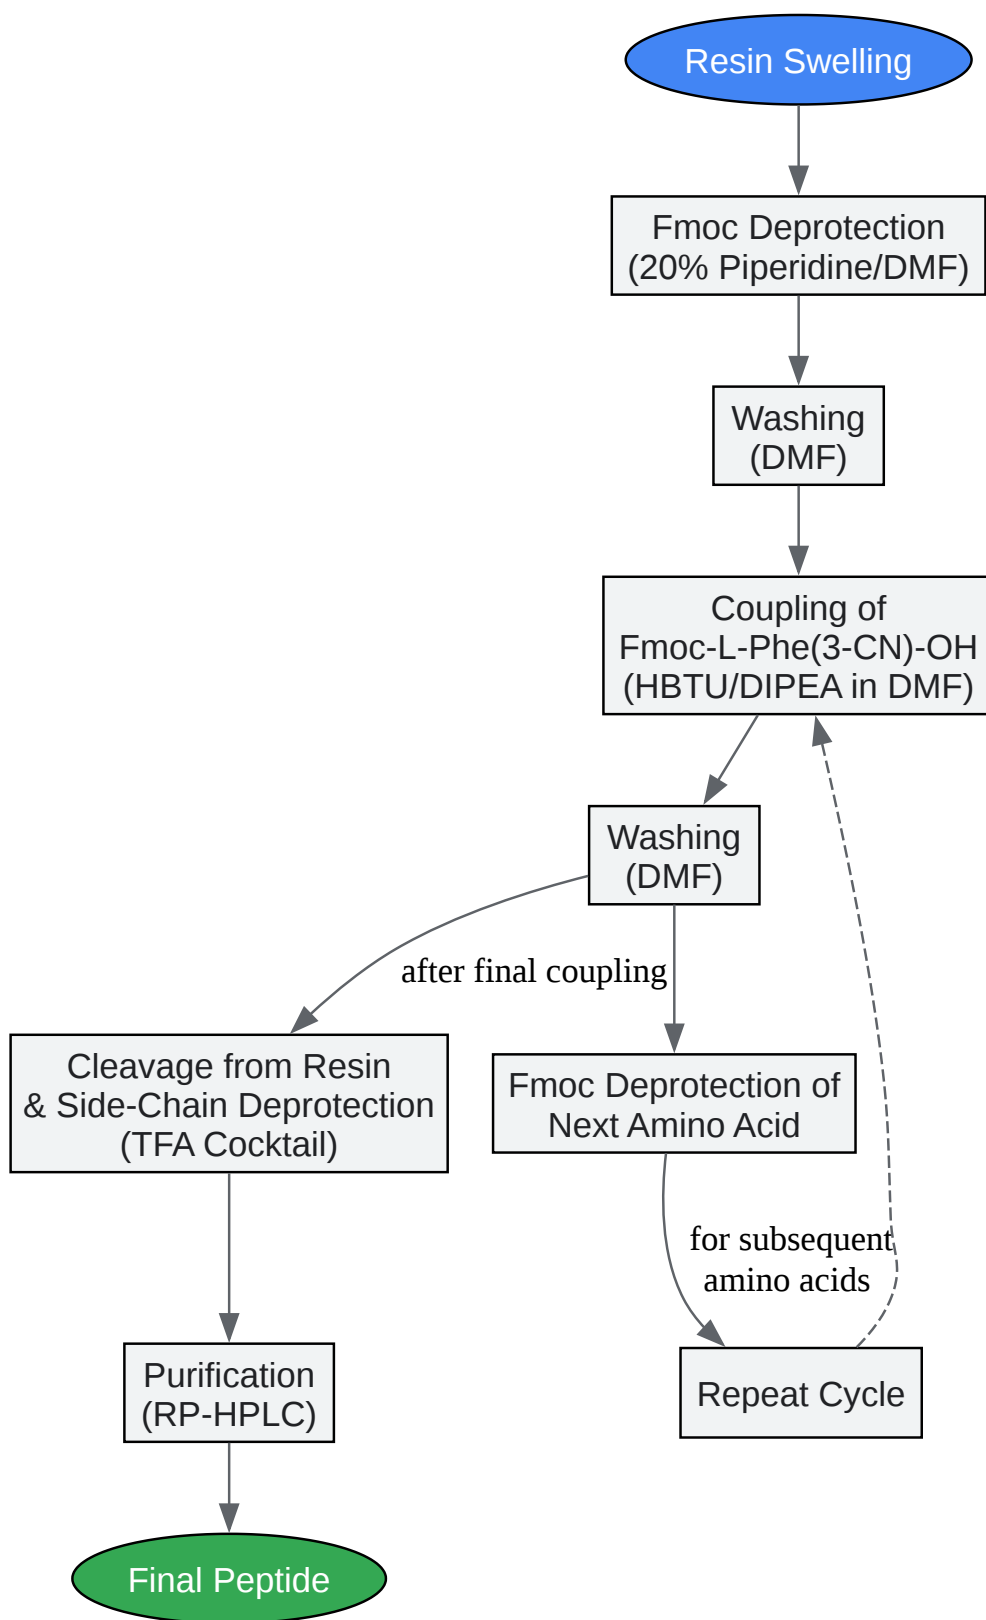 Resin Swelling
Fmoc Deprotection
(20% Piperidine/DMF)
Washing
(DMF)
Coupling of
Fmoc-L-Phe(3-CN)-OH
(HBTU/DIPEA in DMF)
Washing
(DMF)
after final coupling
Cleavage from Resin
& Side-Chain Deprotection
(TFA Cocktail)
Fmoc Deprotection of
Next Amino Acid
for subsequent
amino acids
Purification
(RP-HPLC)
Repeat Cycle
Final Peptide